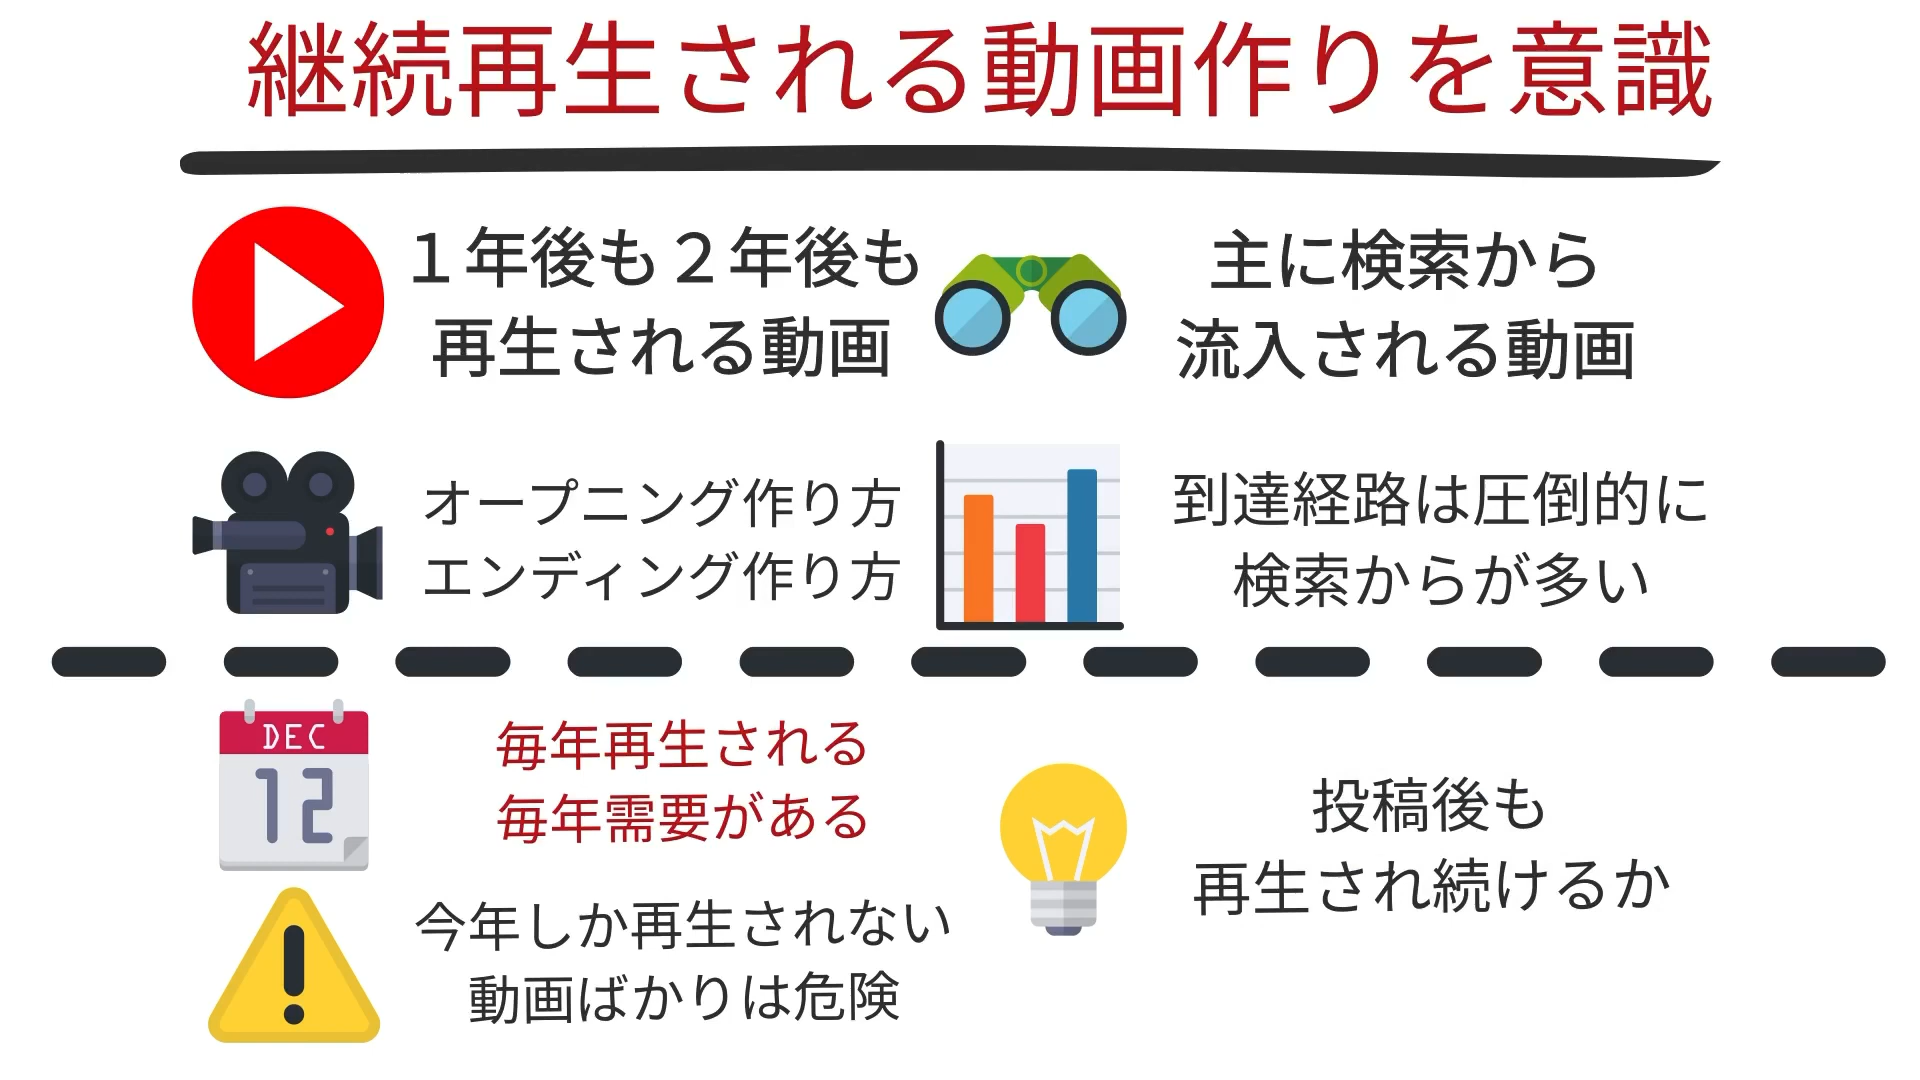 継続再生される動画作りを意識
１年後も２年後も
再生される動画
主に検索から
流入される動画
オープニング作り方
エンディング作り方
到達経路は圧倒的に
検索からが多い
DEC
12
毎年再生される
毎年需要がある
投稿後も
再生され続けるか
今年しか再生されない
動画ばかりは危険